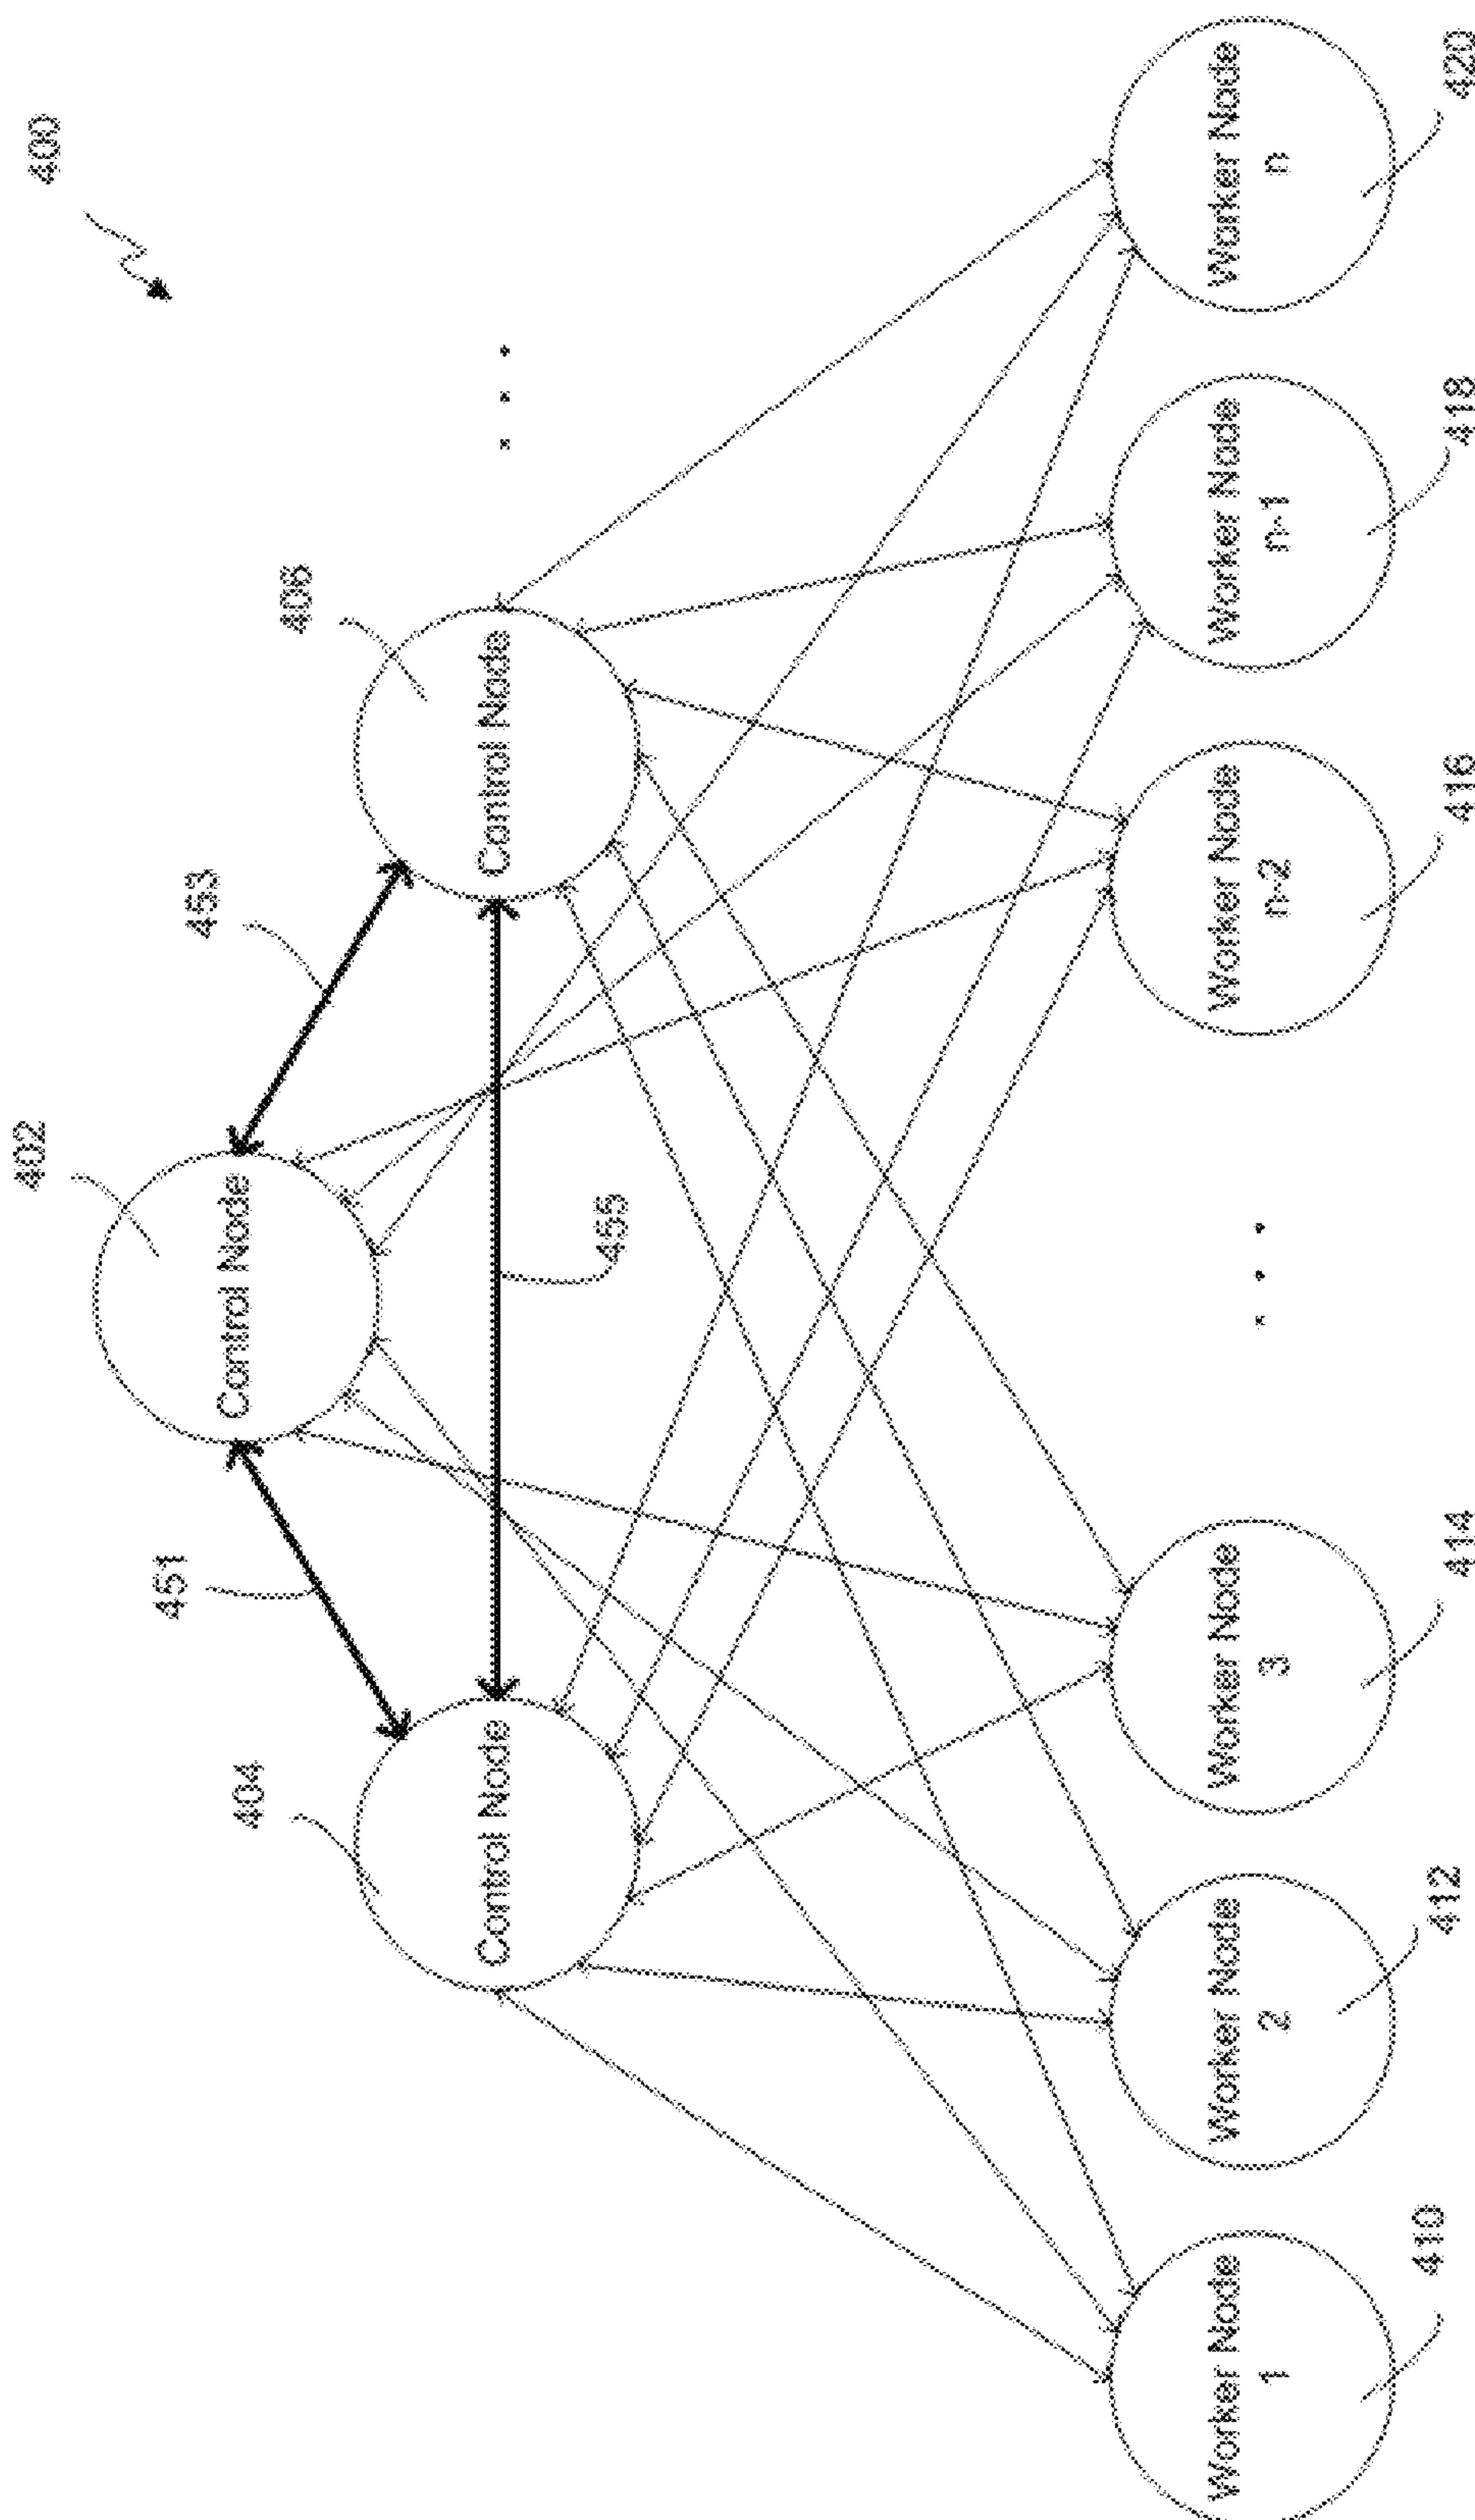 400
402
Control Node
451
453
404
Control Node
406
Control Node
. . .
455
Worker Node
1
410
Worker Node
2
412
Worker Node
3
414
. . .
Worker Node
n-2
416
Worker Node
n-1
418
Worker Node
n
420